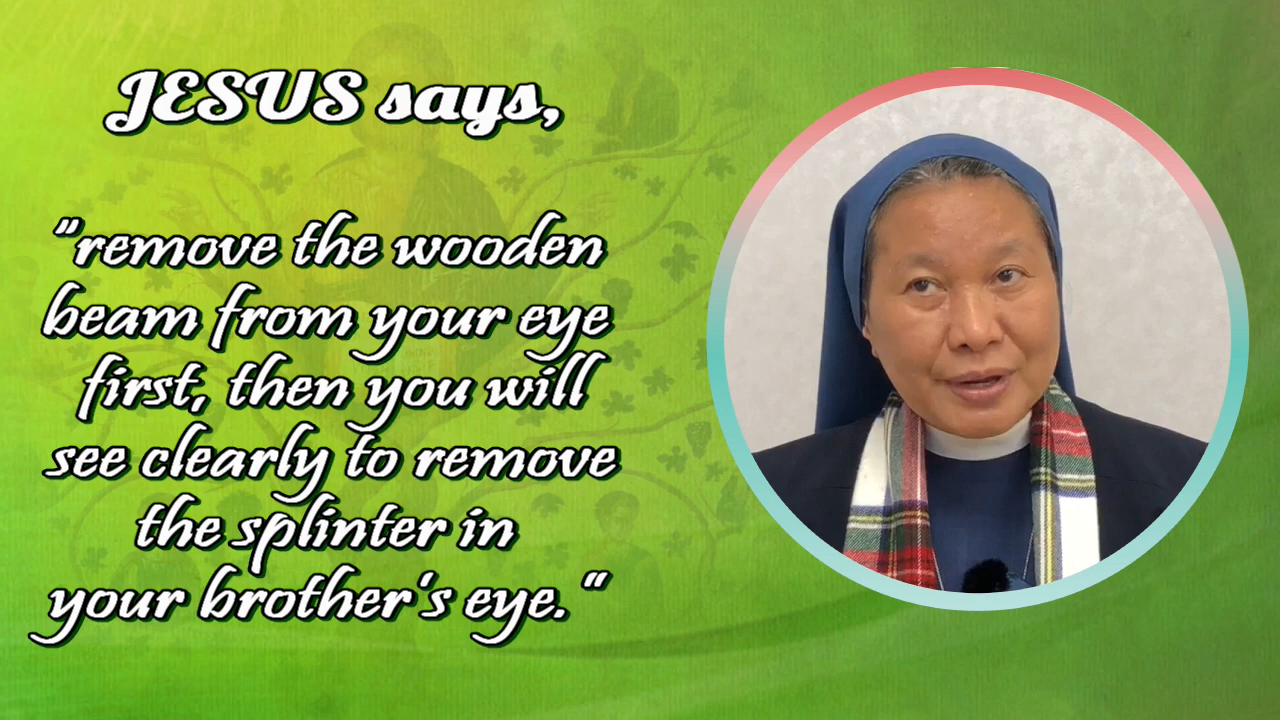 JESUS says,
"remove the wooden
beam from your eye
first, then you will
see clearly to remove
the splinter in
your brother's eye."